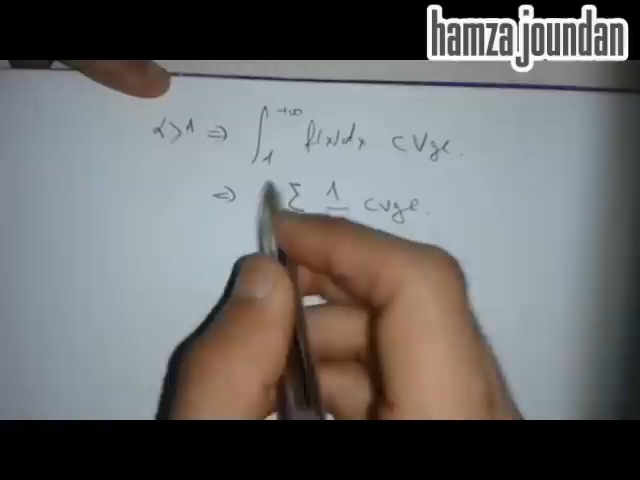 hamza joundan
α>1 ⇒ ∫₁^{+∞} f(x)dx CVge.
⇒ Σ 1 CVge.